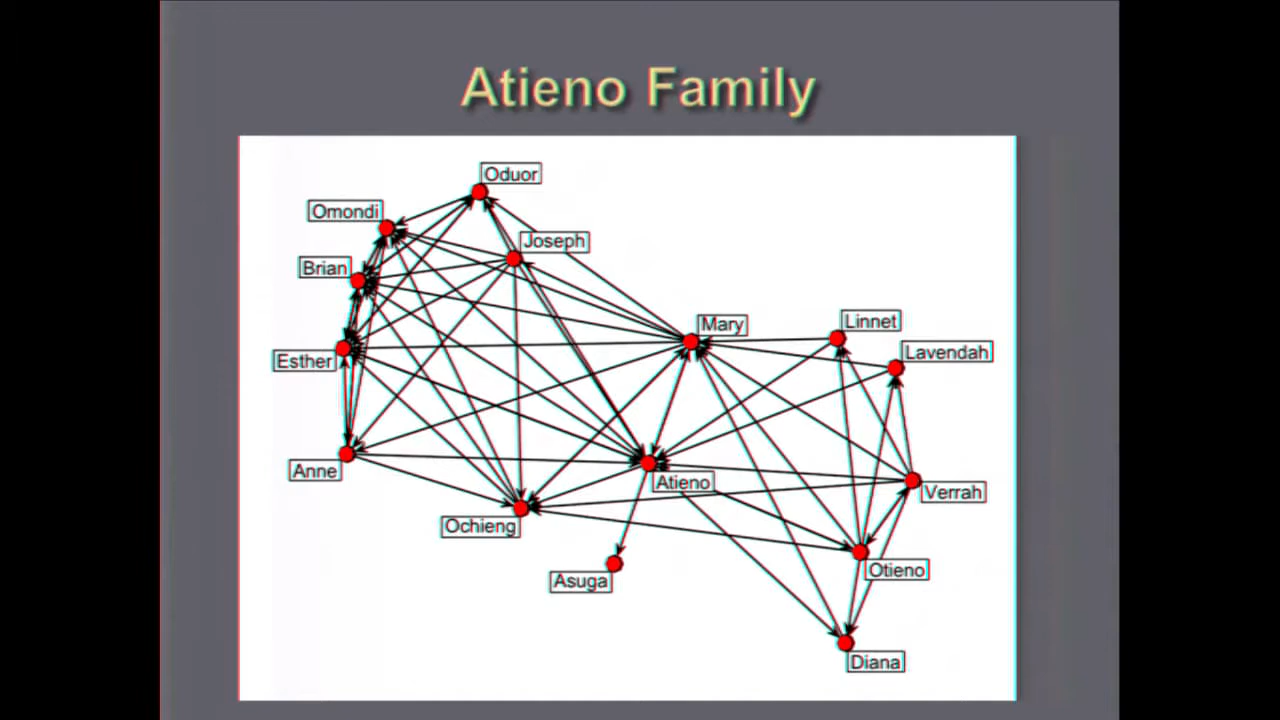 Atieno Family
Oduor
Omondi
Joseph
Brian
Mary
Linnet
Lavendah
Esther
Anne
Atieno
Verrah
Ochieng
Otieno
Asuga
Diana